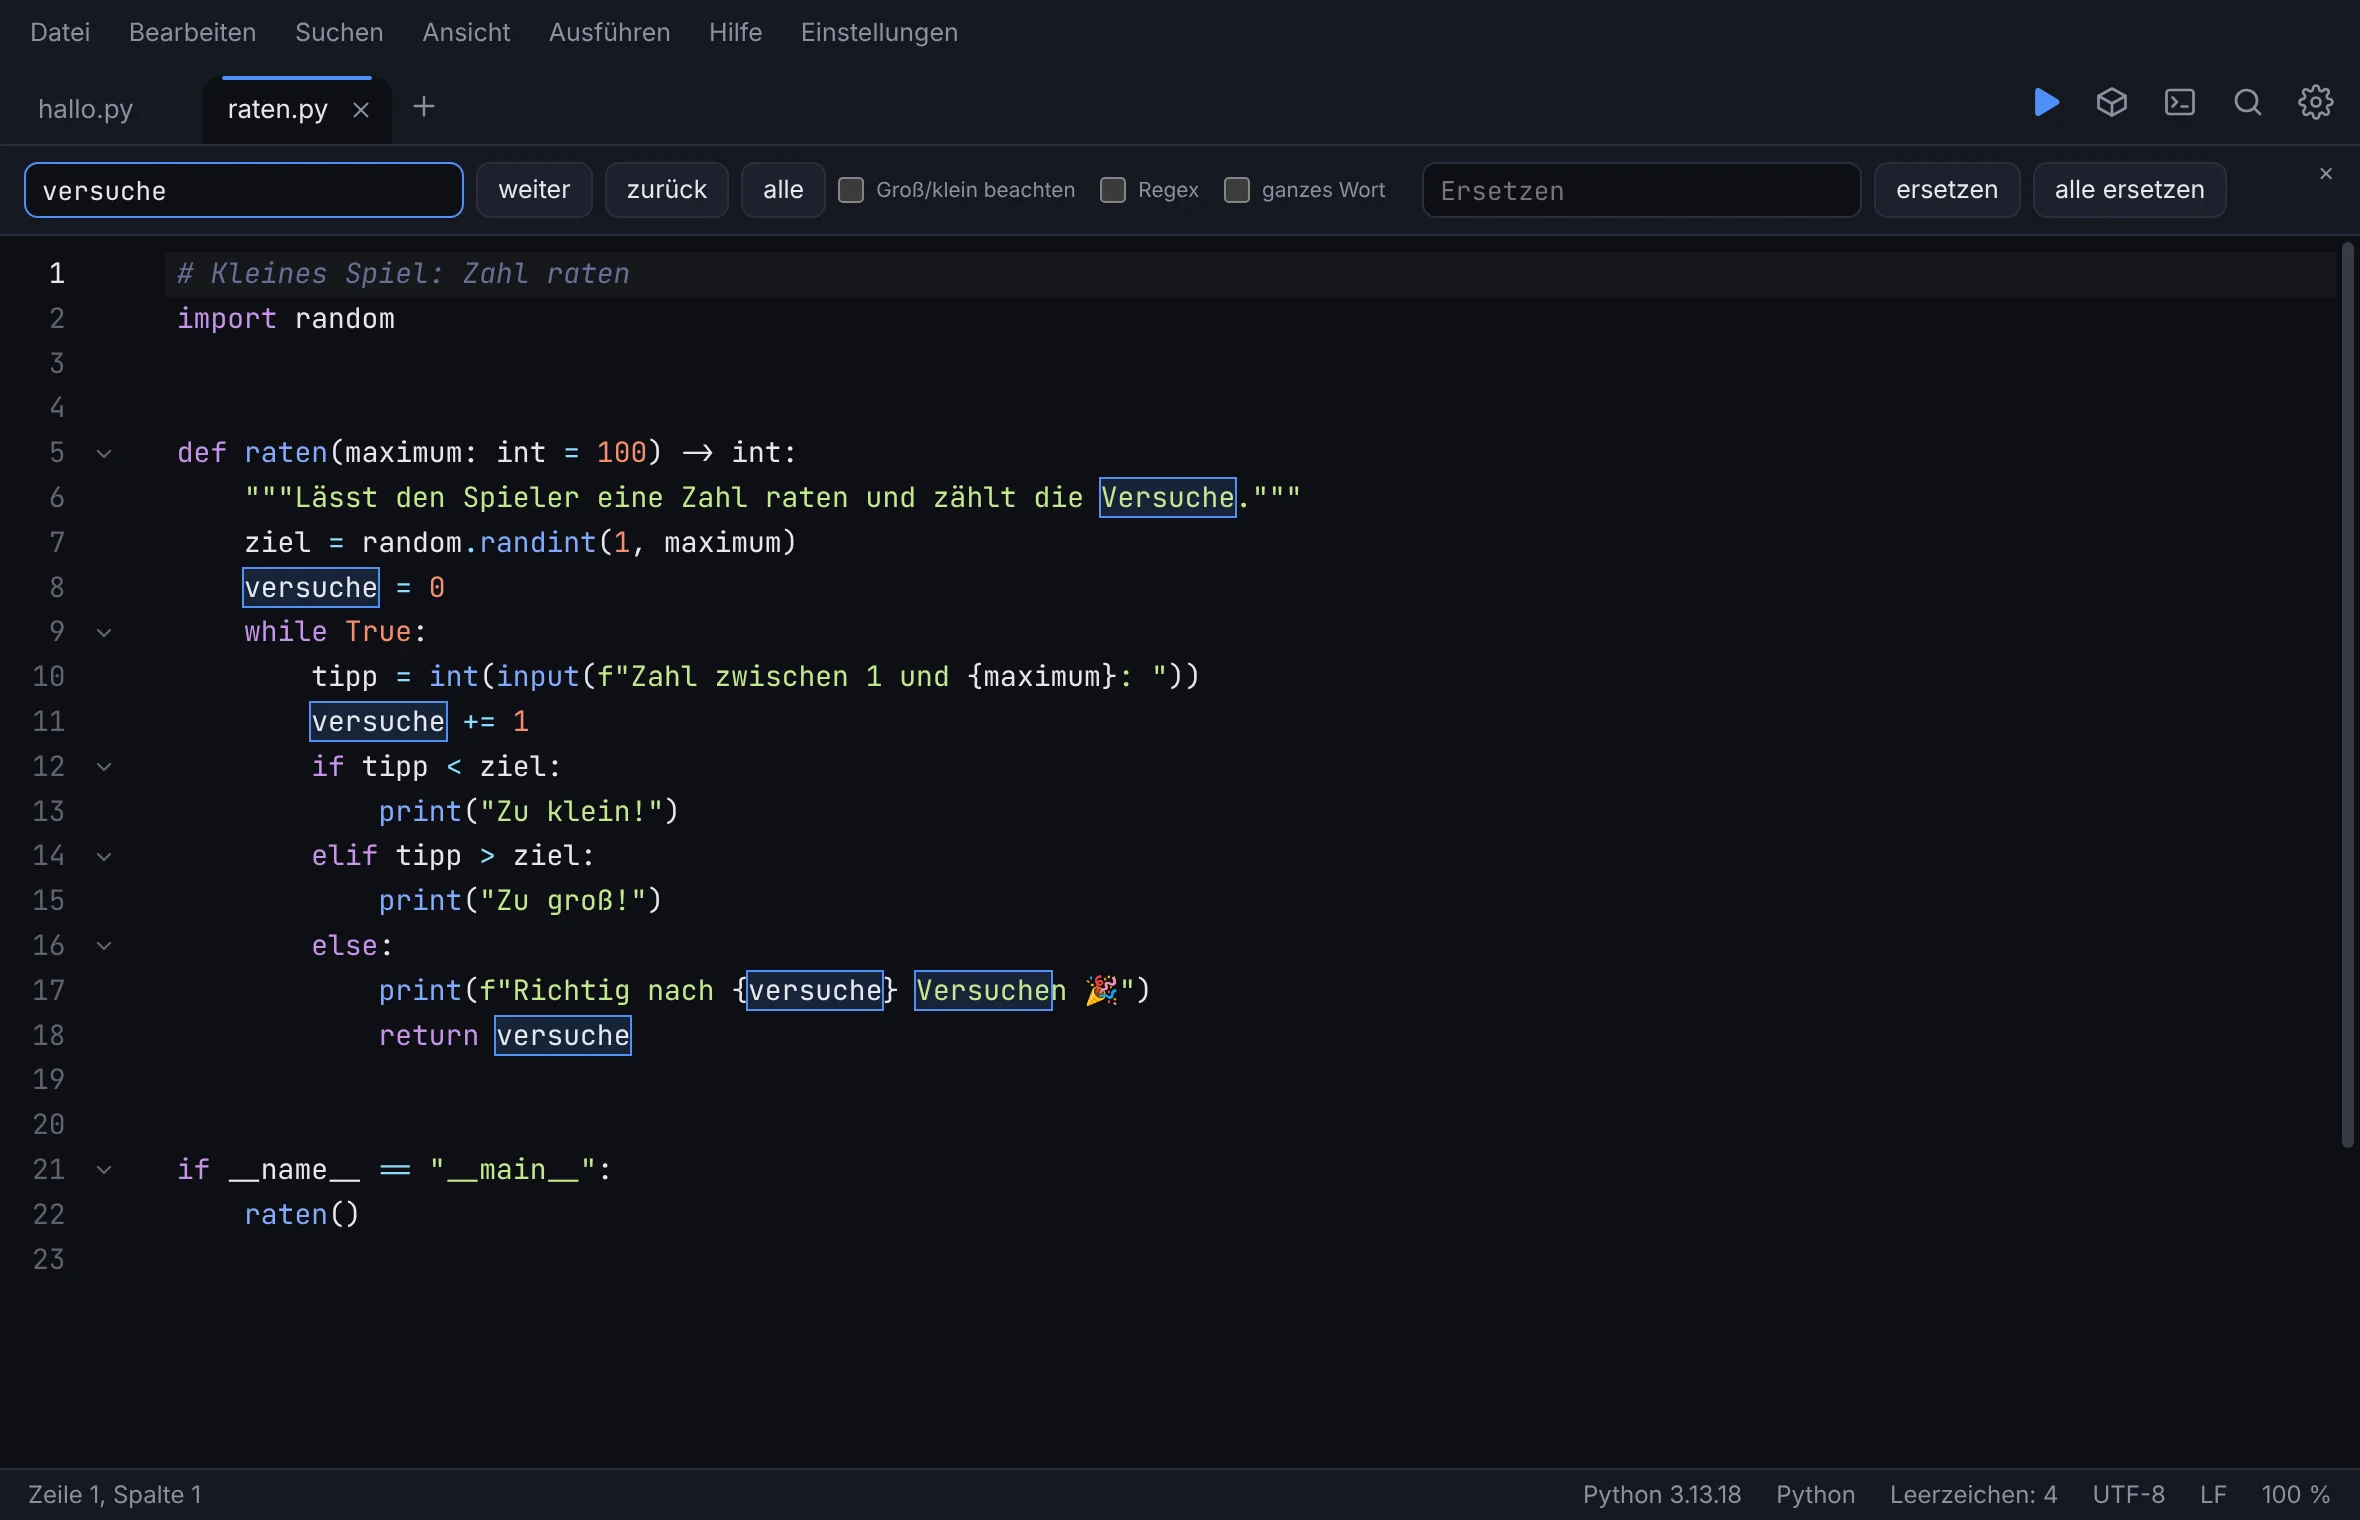 Datei Bearbeiten Suchen Ansicht Ausführen Hilfe Einstellungen
hallo.py raten.py × +
versuche weiter zurück alle Groß/klein beachten Regex ganzes Wort Ersetzen ersetzen alle ersetzen ×
1 # Kleines Spiel: Zahl raten
2 import random
3
4
5 def raten(maximum: int = 100) -> int:
6     """Lässt den Spieler eine Zahl raten und zählt die Versuche."""
7     ziel = random.randint(1, maximum)
8     versuche = 0
9     while True:
10         tipp = int(input(f"Zahl zwischen 1 und {maximum}: "))
11         versuche += 1
12         if tipp < ziel:
13             print("Zu klein!")
14         elif tipp > ziel:
15             print("Zu groß!")
16         else:
17             print(f"Richtig nach {versuche} Versuchen 🎉")
18             return versuche
19
20
21 if __name__ == "__main__":
22     raten()
23
Zeile 1, Spalte 1 Python 3.13.18 Python Leerzeichen: 4 UTF-8 LF 100 %